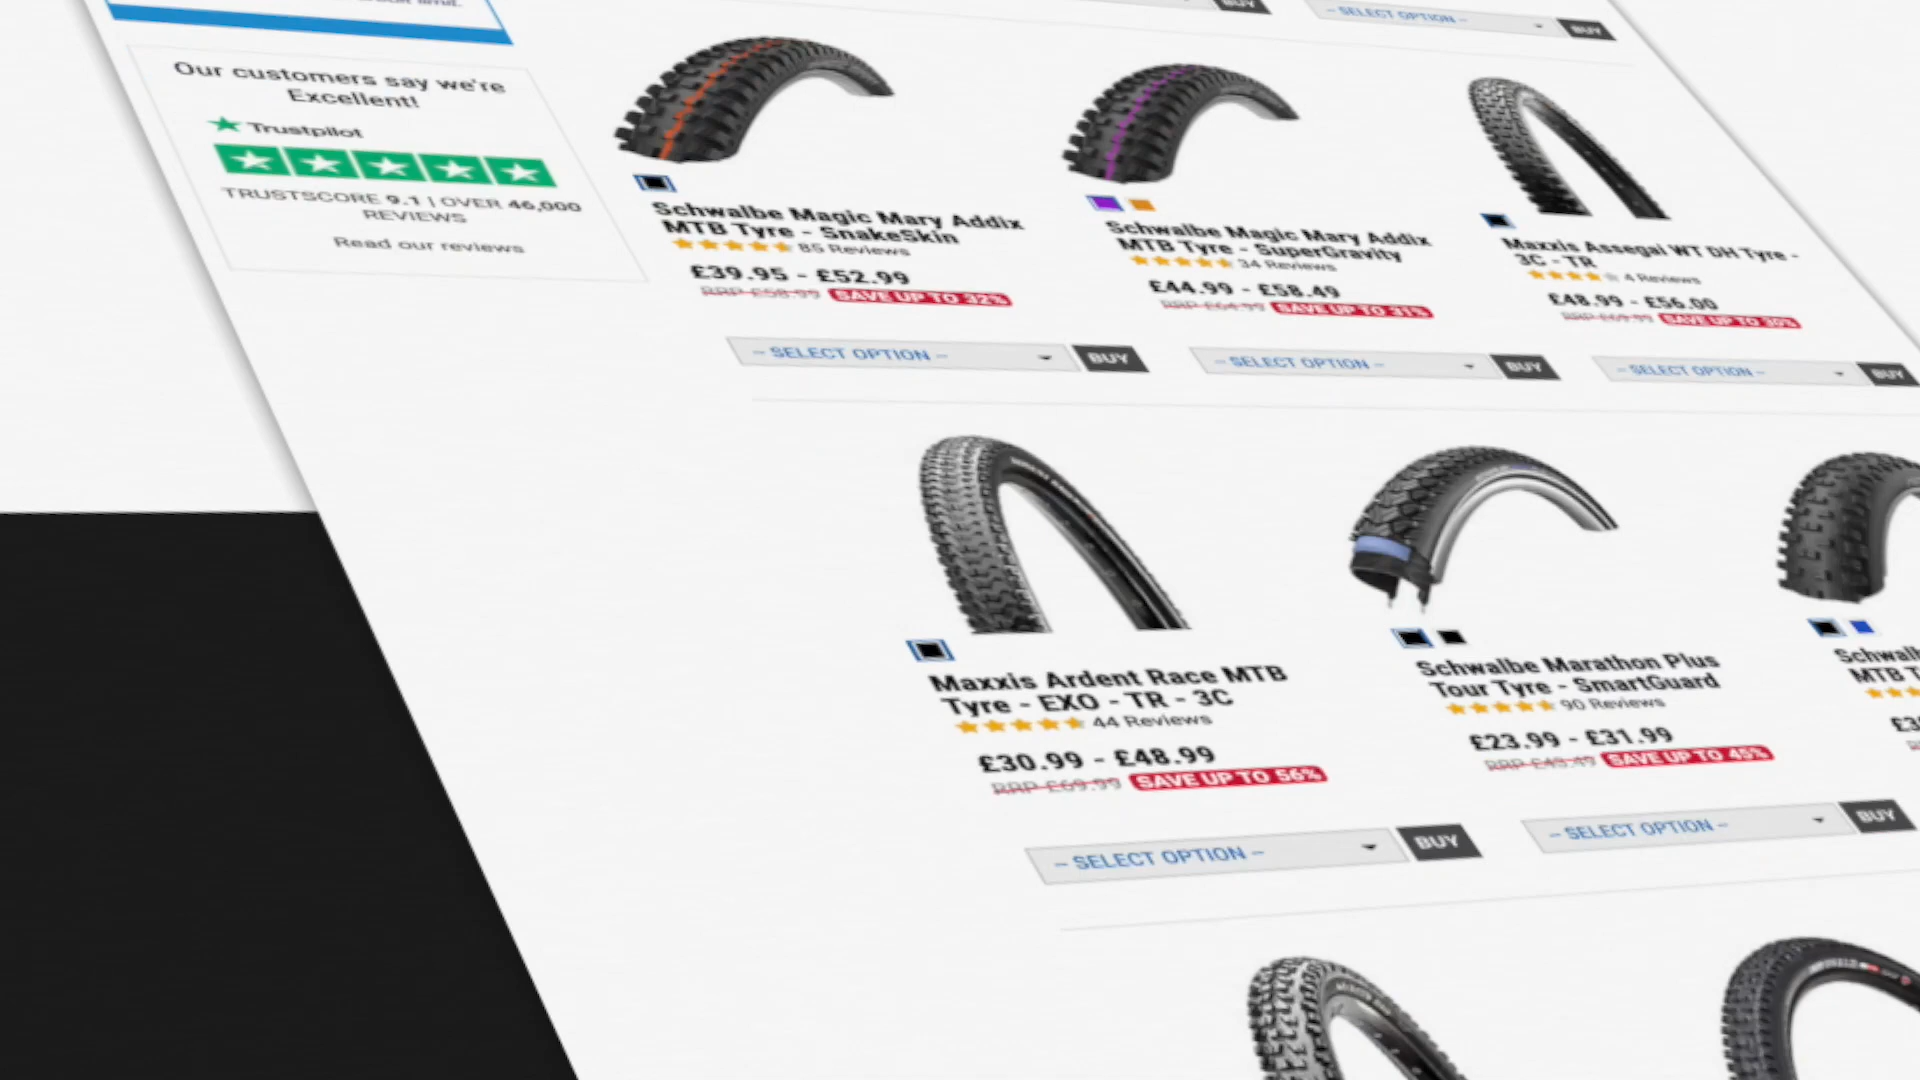 BUY
-- SELECT OPTION --
BUY
Our customers say we're
Excellent!
Trustpilot
TRUSTSCORE 9.1 | OVER 46,000
REVIEWS
Read our reviews
Schwalbe Magic Mary Addix
MTB Tyre - SnakeSkin
85 Reviews
£39.95 - £52.99
RRP £58.99 SAVE UP TO 32%
-- SELECT OPTION --
BUY
Schwalbe Magic Mary Addix
MTB Tyre - SuperGravity
34 Reviews
£44.99 - £58.49
RRP £64.99 SAVE UP TO 31%
-- SELECT OPTION --
BUY
Maxxis Assegai WT DH Tyre -
3C - TR
4 Reviews
£48.99 - £56.00
RRP £69.99 SAVE UP TO 30%
-- SELECT OPTION --
BUY
Maxxis Ardent Race MTB
Tyre - EXO - TR - 3C
44 Reviews
£30.99 - £48.99
RRP £69.99 SAVE UP TO 56%
-- SELECT OPTION --
BUY
Schwalbe Marathon Plus
Tour Tyre - SmartGuard
90 Reviews
£23.99 - £31.99
RRP £43.49 SAVE UP TO 45%
-- SELECT OPTION --
BUY
MTB